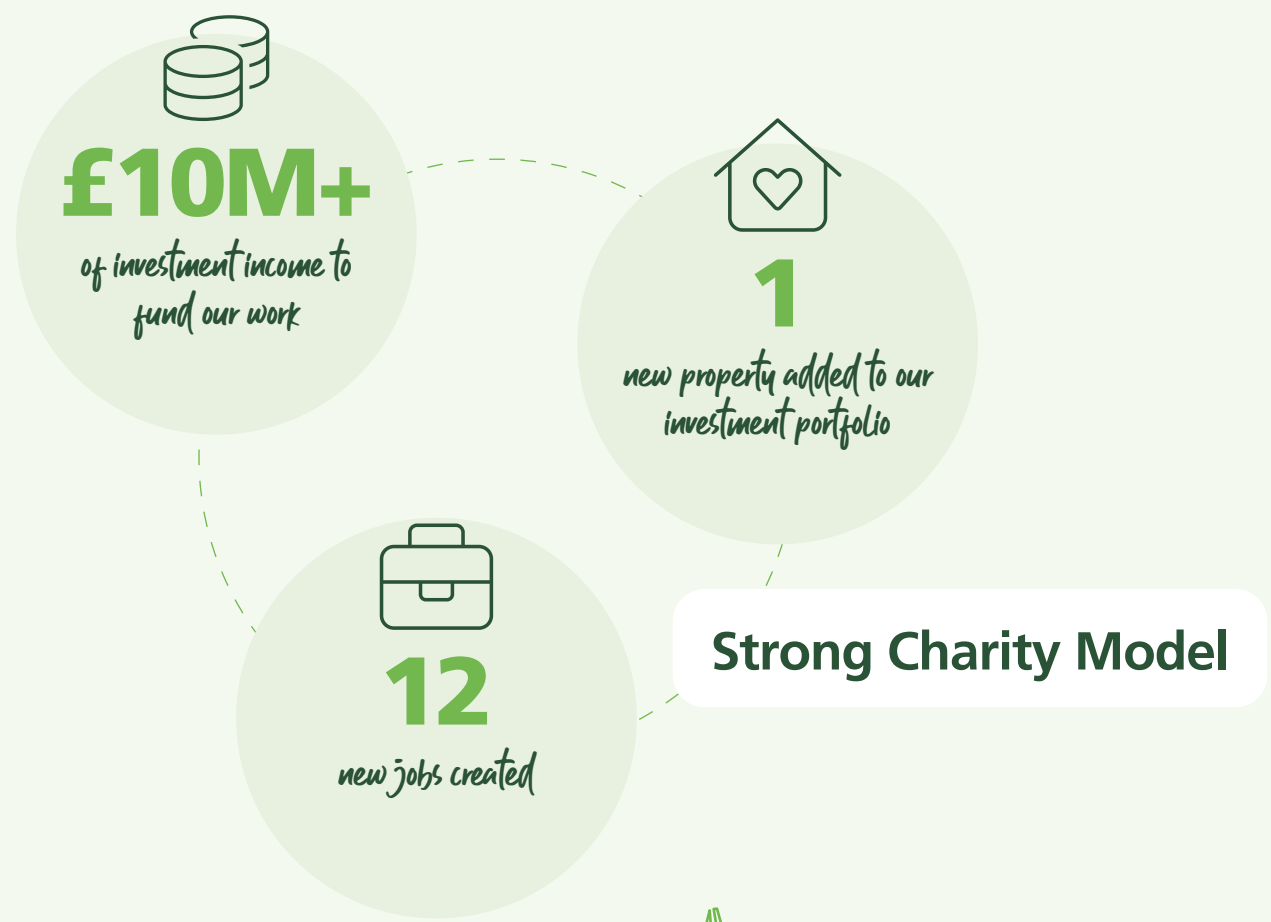 £10M+
of investment income to
fund our work
1
new property added to our
investment portfolio
12
new jobs created
Strong Charity Model